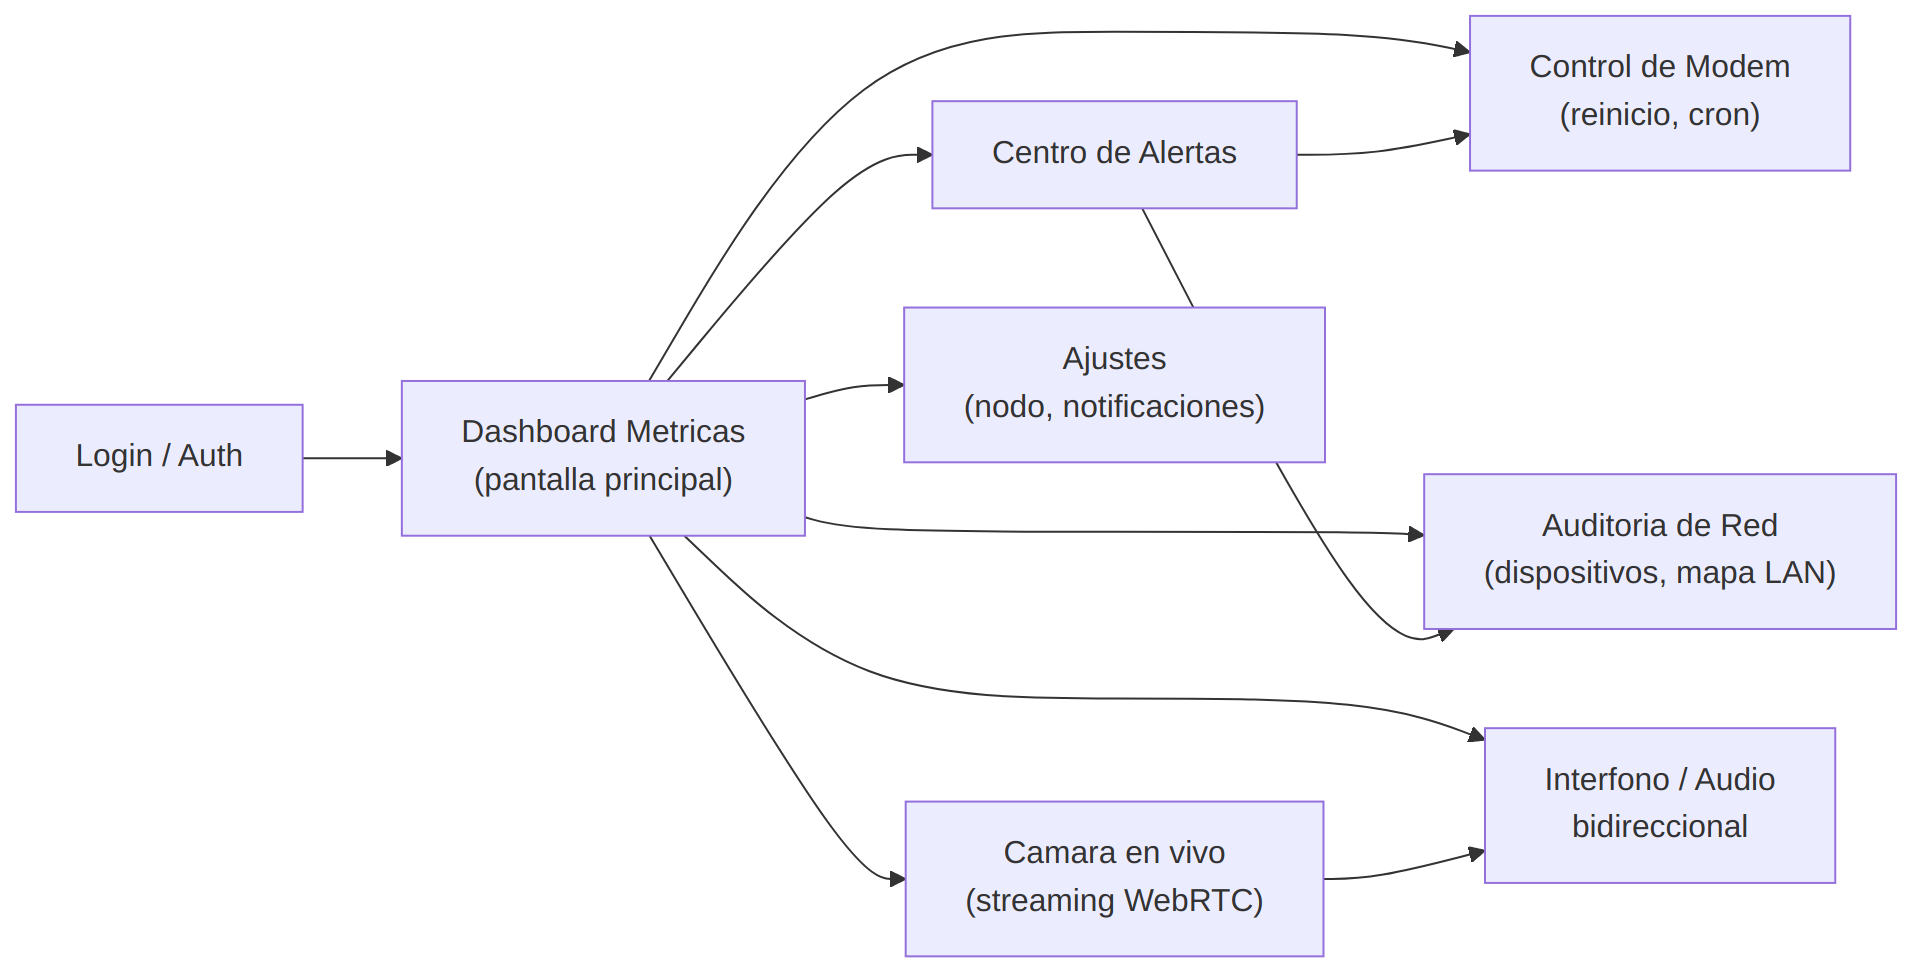 Login / Auth
Dashboard Metricas
(pantalla principal)
Centro de Alertas
Ajustes
(nodo, notificaciones)
Camara en vivo
(streaming WebRTC)
Control de Modem
(reinicio, cron)
Auditoria de Red
(dispositivos, mapa LAN)
Interfono / Audio
bidireccional